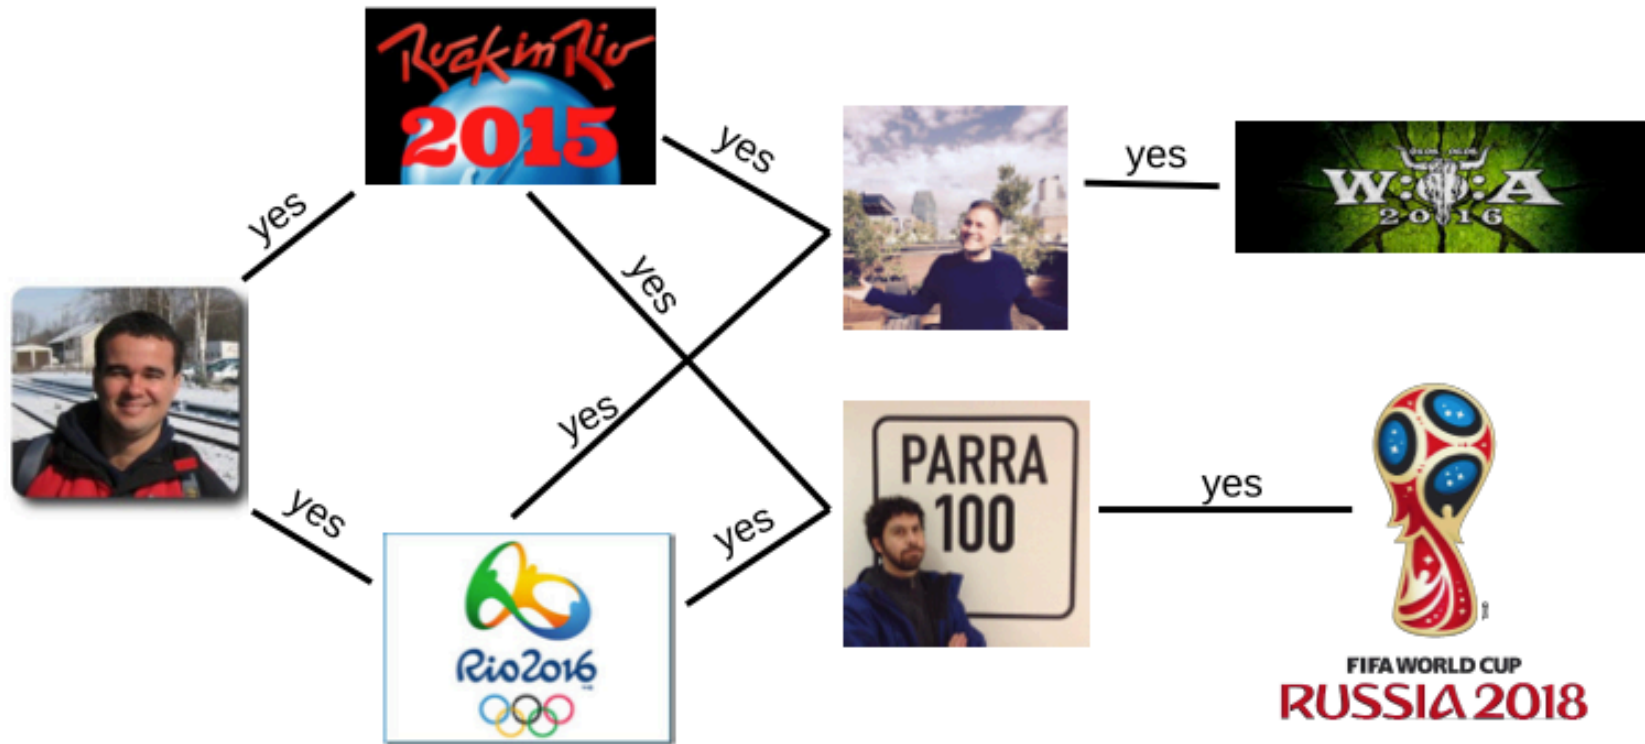 Rock in Rio
2015
yes
yes
yes
yes
W:O:A
2016
yes
yes
yes
yes
PARRA
100
yes
Rio2016
FIFA WORLD CUP
RUSSIA 2018